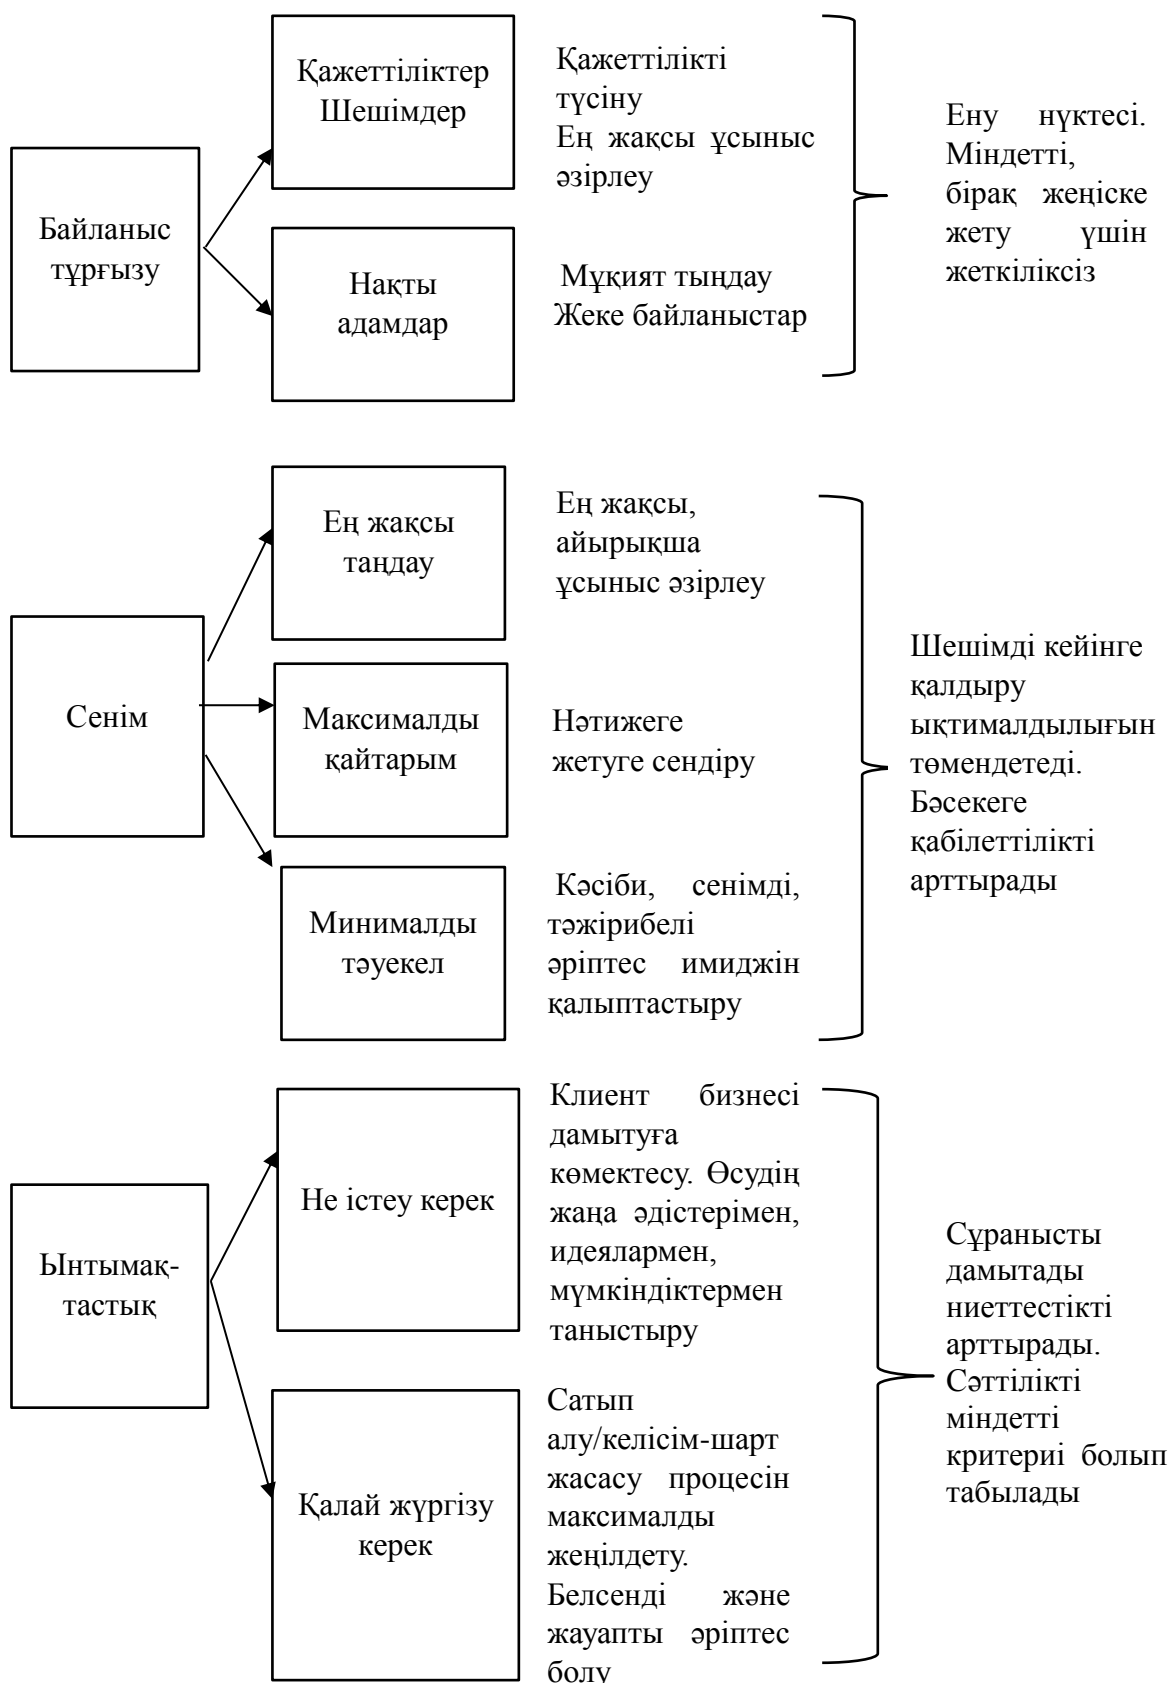 Байланыс
тұрғызу
Қажеттіліктер
Шешімдер
Қажеттілікті
түсіну
Ең жақсы ұсыныс
әзірлеу
Нақты
адамдар
Мұқият тыңдау
Жеке байланыстар
Ену нүктесі.
Міндетті,
бірақ жеңіске
жету үшін
жеткіліксіз
Сенім
Ең жақсы
таңдау
Ең жақсы,
айырықша
ұсыныс әзірлеу
Максималды
қайтарым
Нәтижеге
жетуге сендіру
Минималды
тәуекел
Кәсіби, сенімді,
тәжірибелі
әріптес имиджін
қалыптастыру
Шешімді кейінге
қалдыру
ықтималдылығын
төмендетеді.
Бәсекеге
қабілеттілікті
арттырады
Ынтымақ-
тастық
Не істеу керек
Клиент бизнесі
дамытуға
көмектесу. Өсудің
жаңа әдістерімен,
идеялармен,
мүмкіндіктермен
таныстыру
Қалай жүргізу
керек
Сатып
алу/келісім-шарт
жасасу процесін
максималды
жеңілдету.
Белсенді және
жауапты әріптес
болу
Сұранысты
дамытады
ниеттестікті
арттырады.
Сәттілікті
міндетті
критериі болып
табылады